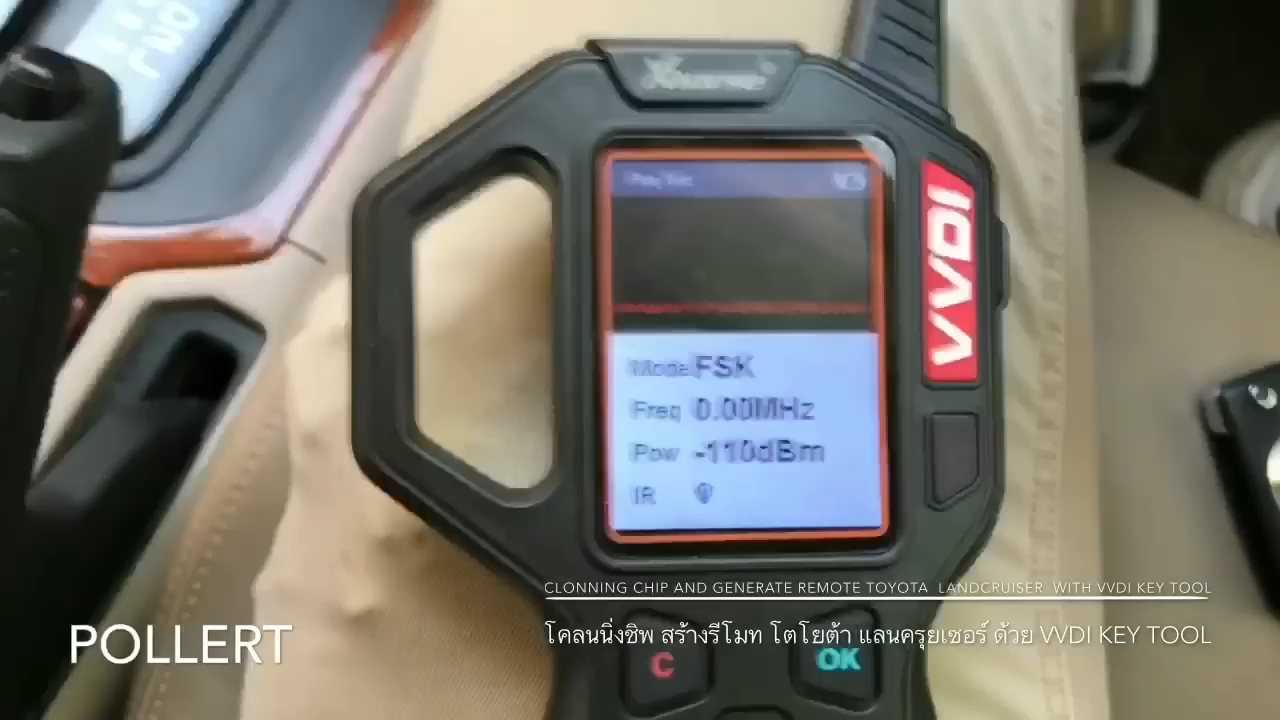 VVDI
Mode FSK
Freq 0.00MHz
Pow -110dBm
IR
CLONNING CHIP AND GENERATE REMOTE TOYOTA LANDCRUISER WITH VVDI KEY TOOL
POLLERT
โคลนนิ่งชิพ สร้างรีโมท โตโยต้า แลนครุยเซอร์ ด้วย VVDI KEY TOOL
C
OK